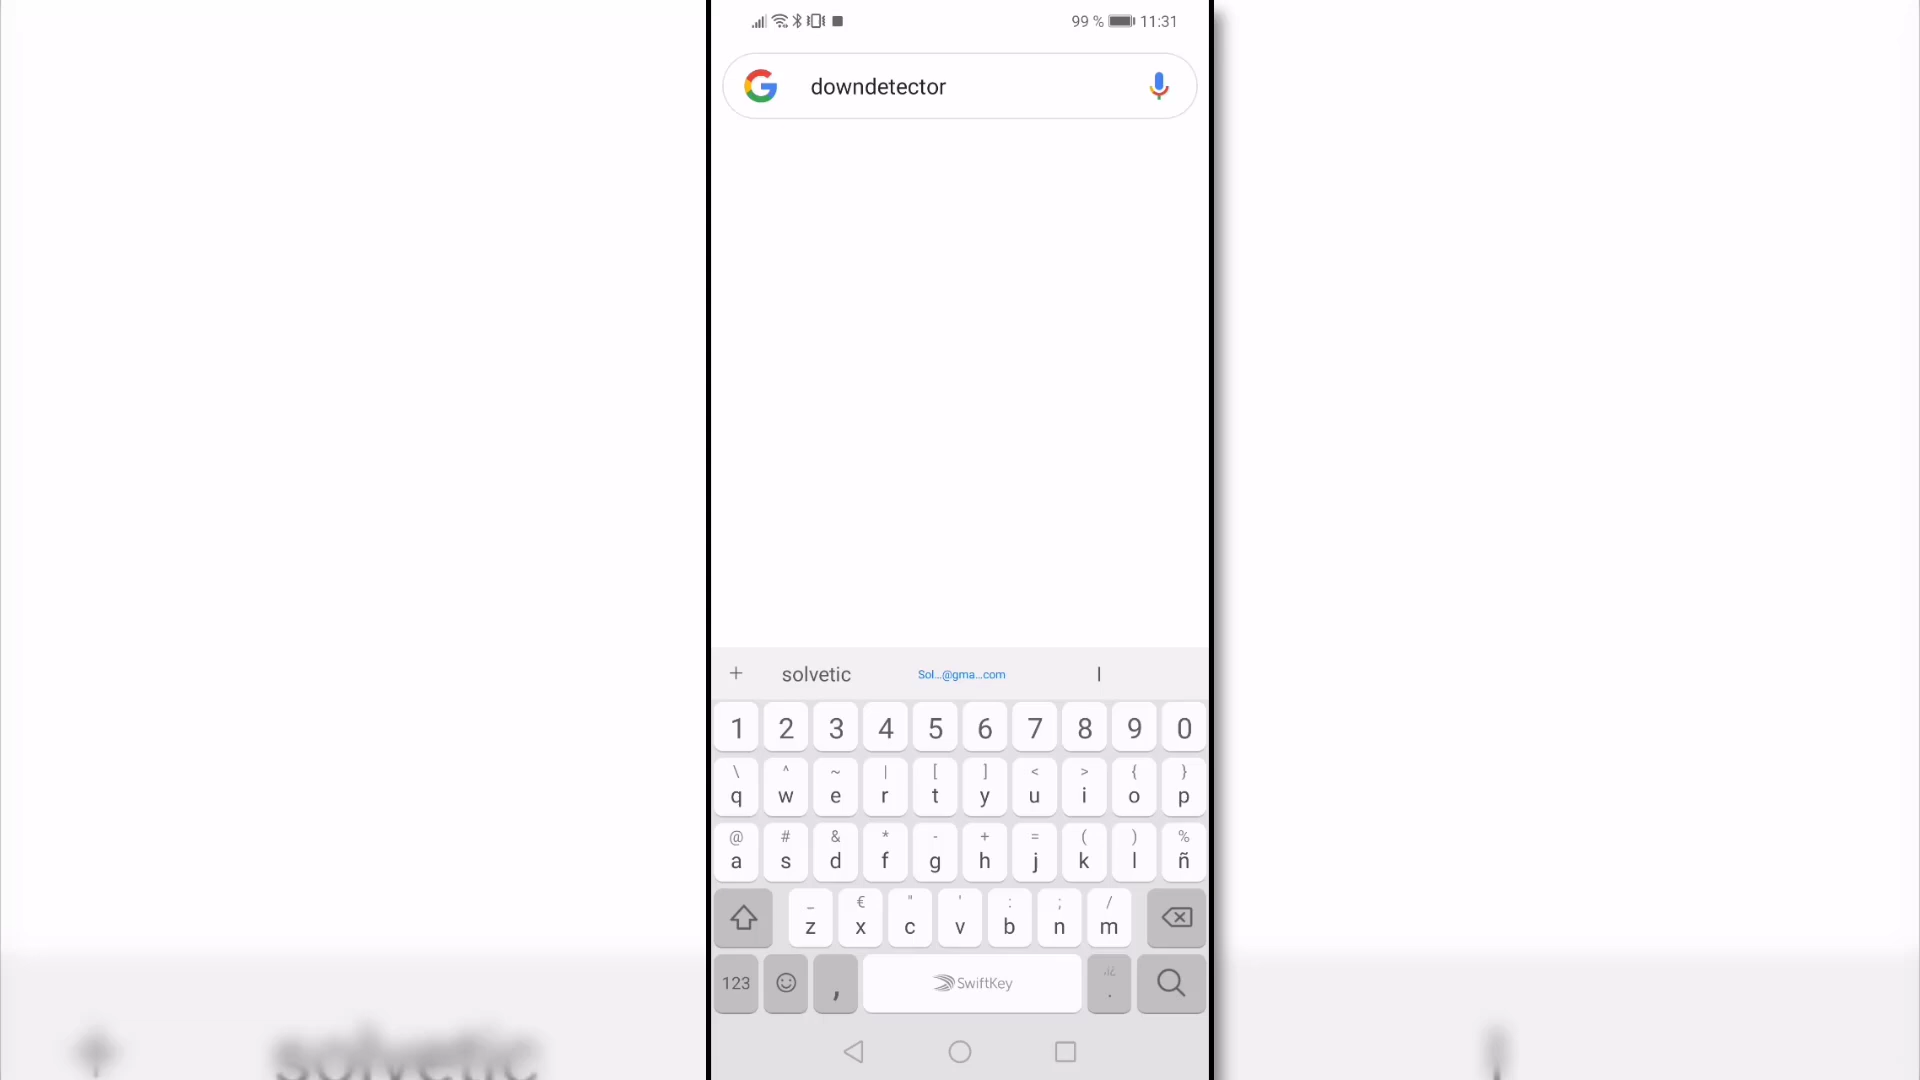 99 % 11:31
downdetector
+ solvetic Sol...@gma...com l
1 2 3 4 5 6 7 8 9 0
\ ^ ~ | [ ] < > { }
q w e r t y u i o p
@ # & * - + = ( ) %
a s d f g h j k l ñ
_ € " ' : ; /
z x c v b n m
123 , SwiftKey .
solvetic